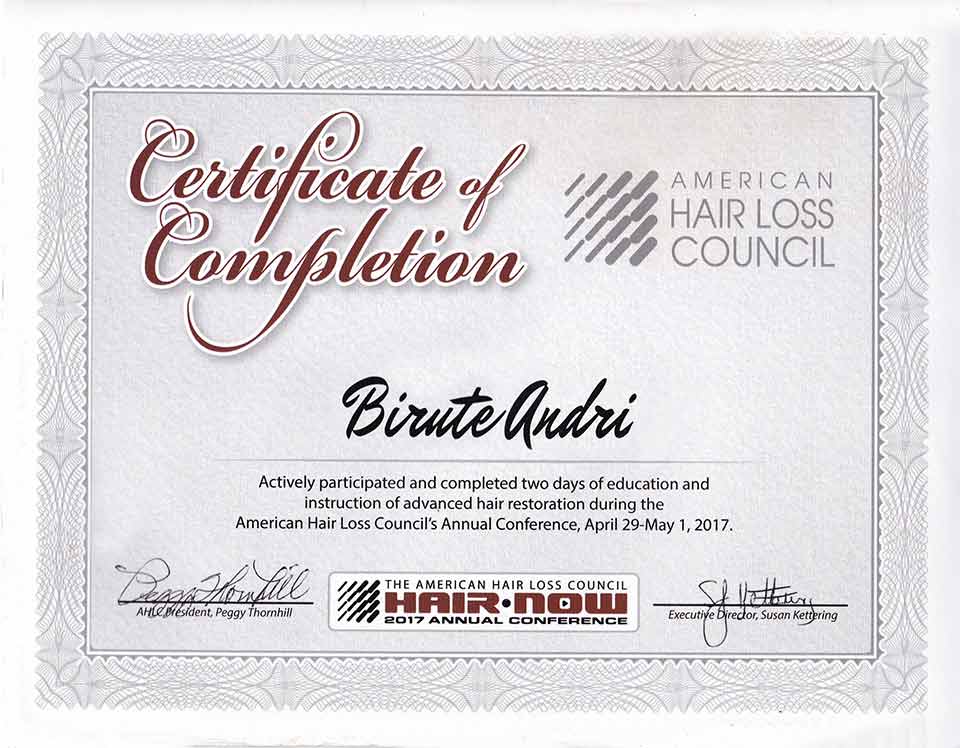 Certificate of
Completion
AMERICAN
HAIR LOSS
COUNCIL
Birute Andri
Actively participated and completed two days of education and
instruction of advanced hair restoration during the
American Hair Loss Council's Annual Conference, April 29-May 1, 2017.
Peggy Thornhill
AHLC President, Peggy Thornhill
THE AMERICAN HAIR LOSS COUNCIL
HAIR•NOW
2017 ANNUAL CONFERENCE
Executive Director, Susan Kettering